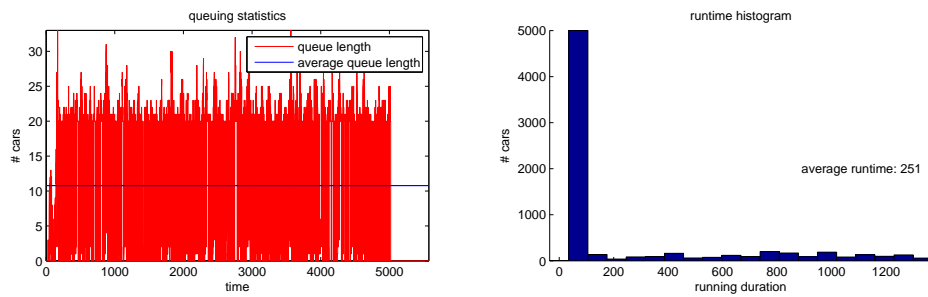 queuing statistics
30
25
20
15
10
5
0
# cars
queue length
average queue length
0 1000 2000 3000 4000 5000
time
runtime histogram
5000
4000
3000
2000
1000
0
# cars
average runtime: 251
0 200 400 600 800 1000 1200
running duration